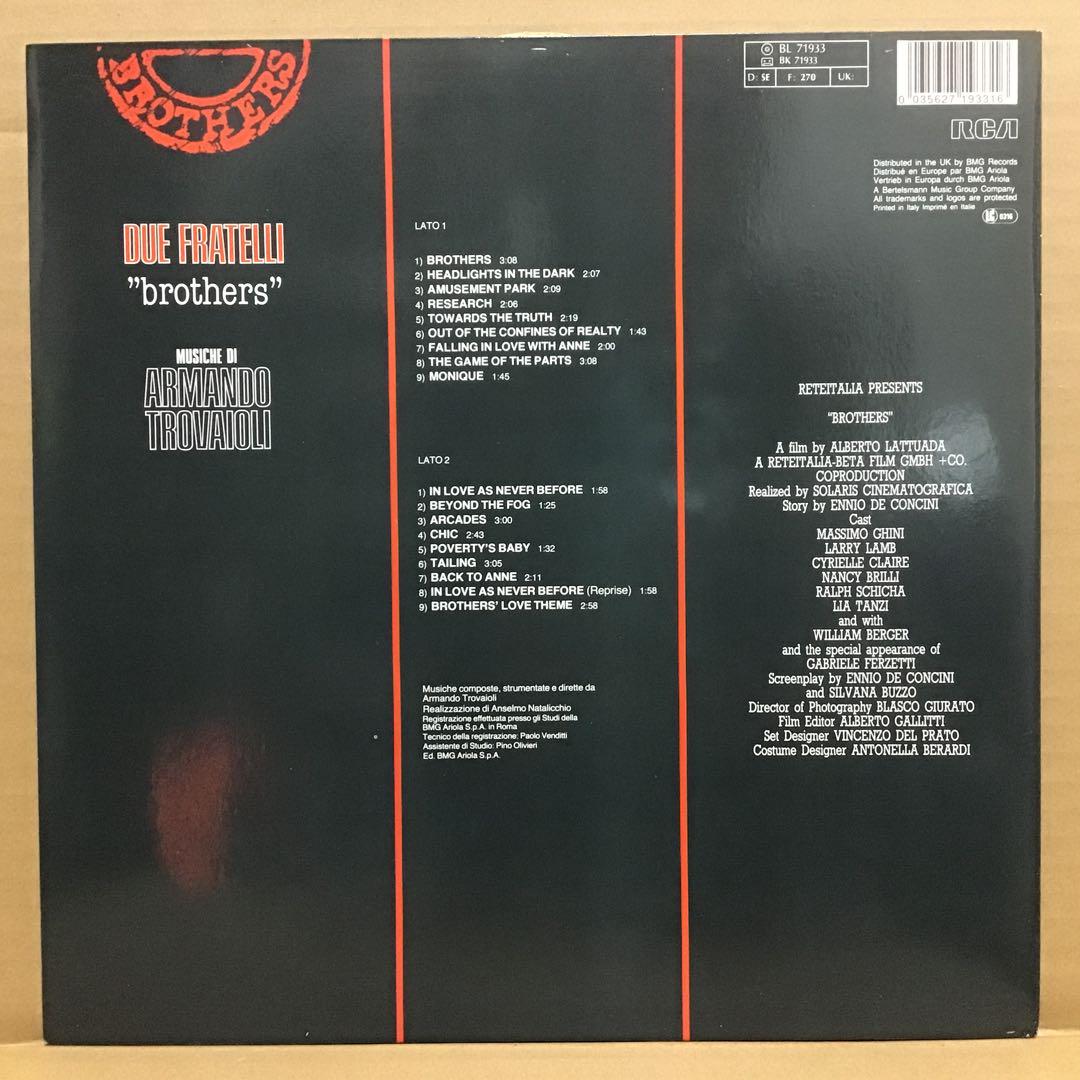 BROTHERS
DUE FRATELLI
"brothers"
MUSICHE DI
ARMANDO
TROVAIOLI
LATO 1
1) BROTHERS 3:08
2) HEADLIGHTS IN THE DARK 2:07
3) AMUSEMENT PARK 2:09
4) RESEARCH 2:06
5) TOWARDS THE TRUTH 2:19
6) OUT OF THE CONFINES OF REALTY 1:43
7) FALLING IN LOVE WITH ANNE 2:00
8) THE GAME OF THE PARTS 3:08
9) MONIQUE 1:45
LATO 2
1) IN LOVE AS NEVER BEFORE 1:58
2) BEYOND THE FOG 1:25
3) ARCADES 3:00
4) CHIC 2:43
5) POVERTY'S BABY 1:32
6) TAILING 3:05
7) BACK TO ANNE 2:11
8) IN LOVE AS NEVER BEFORE (Reprise) 1:58
9) BROTHERS' LOVE THEME 2:58
Musiche composte, strumentate e dirette da
Armando Trovaioli
Realizzazione di Anselmo Natalicchio
Registrazione effettuata presso gli Studi della
BMG Ariola S.p.A. in Roma
Tecnico della registrazione: Paolo Venditti
Assistente di Studio: Pino Olivieri
Ed. BMG Ariola S.p.A.
BL 71933
BK 71933
D: SE F: 270 UK:
0 035627 193316
RCA
Distributed in the UK by BMG Records
Distribué en Europe par BMG Ariola
Vertrieb in Europa durch BMG Ariola
A Bertelsmann Music Group Company
All trademarks and logos are protected
Printed in Italy Imprimé en Italie
LC 0316
RETEITALIA PRESENTS
"BROTHERS"
A film by ALBERTO LATTUADA
A RETEITALIA-BETA FILM GMBH +CO.
COPRODUCTION
Realized by SOLARIS CINEMATOGRAFICA
Story by ENNIO DE CONCINI
Cast
MASSIMO GHINI
LARRY LAMB
CYRIELLE CLAIRE
NANCY BRILLI
RALPH SCHICHA
LIA TANZI
and with
WILLIAM BERGER
and the special appearance of
GABRIELE FERZETTI
Screenplay by ENNIO DE CONCINI
and SILVANA BUZZO
Director of Photography BLASCO GIURATO
Film Editor ALBERTO GALLITTI
Set Designer VINCENZO DEL PRATO
Costume Designer ANTONELLA BERARDI